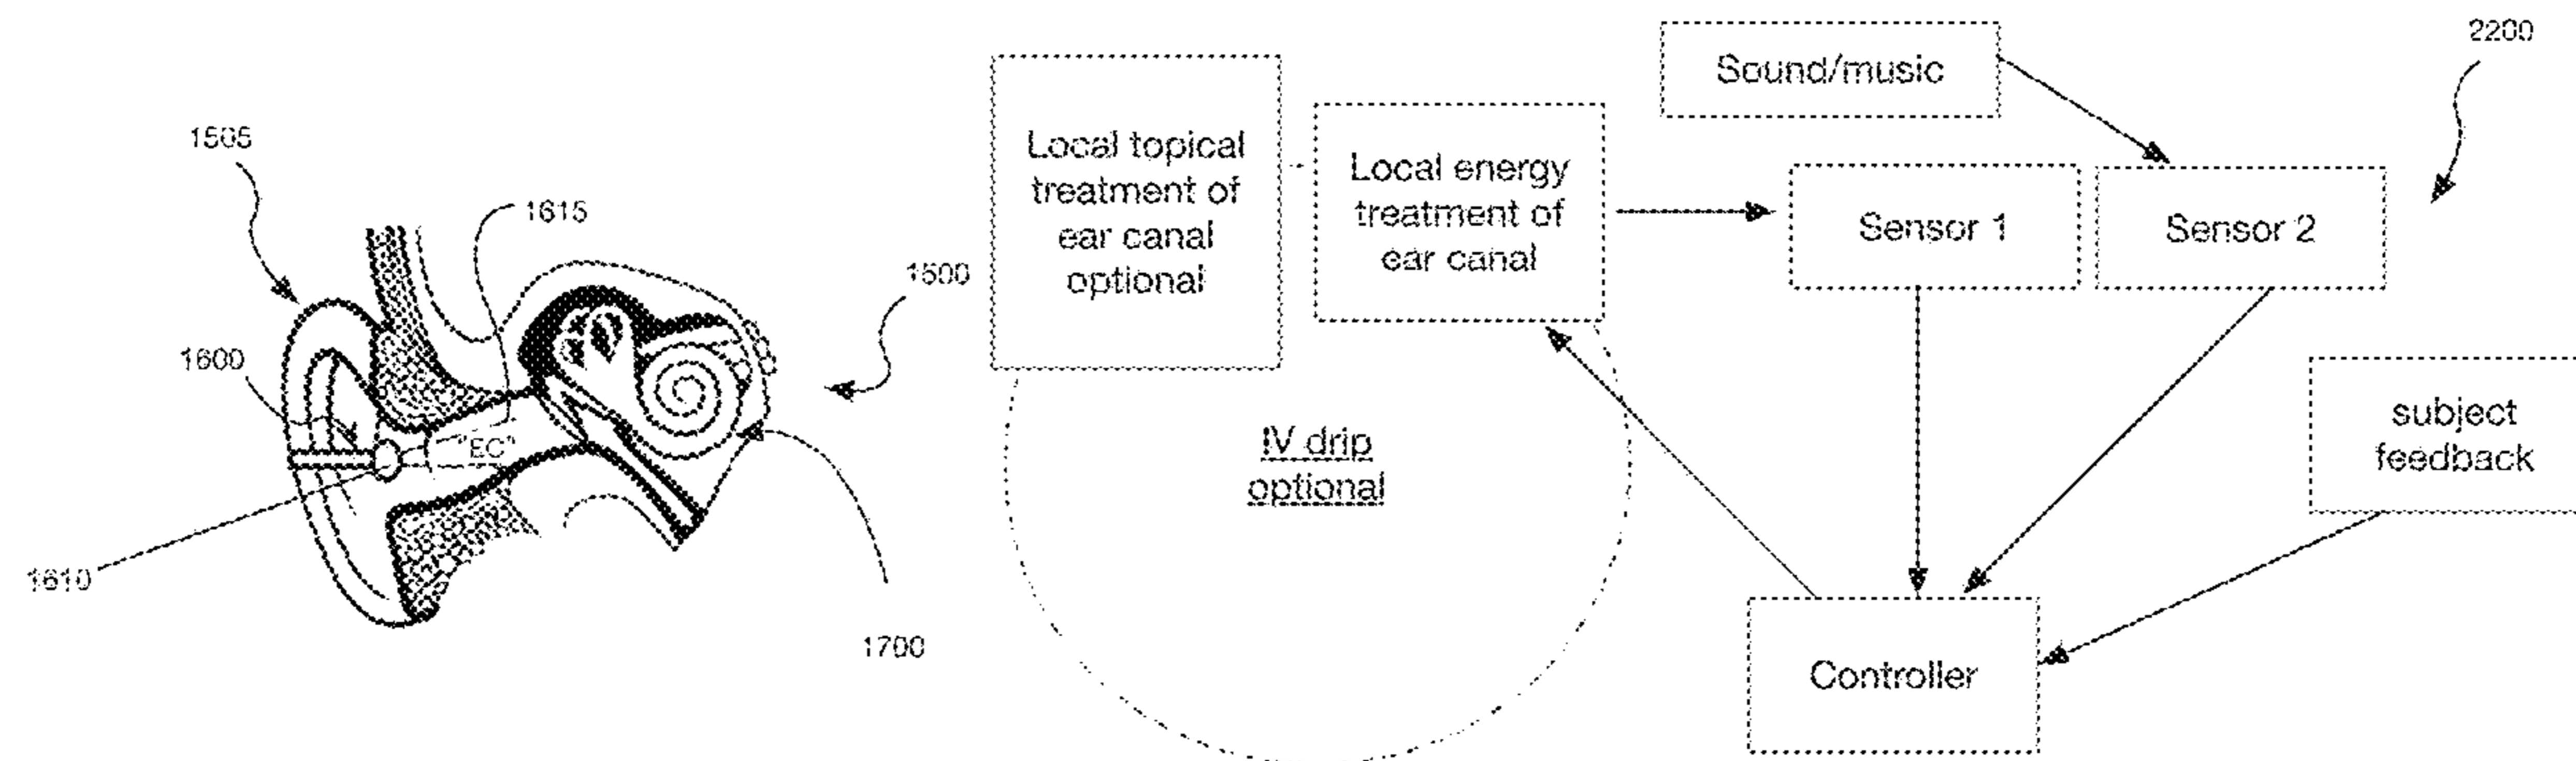 1505
1615
1600
"EC"
1500
1610
1700
Local topical
treatment of
ear canal
optional
Local energy
treatment of
ear canal
Sound/music
2200
Sensor 1
Sensor 2
IV drip
optional
subject
feedback
Controller